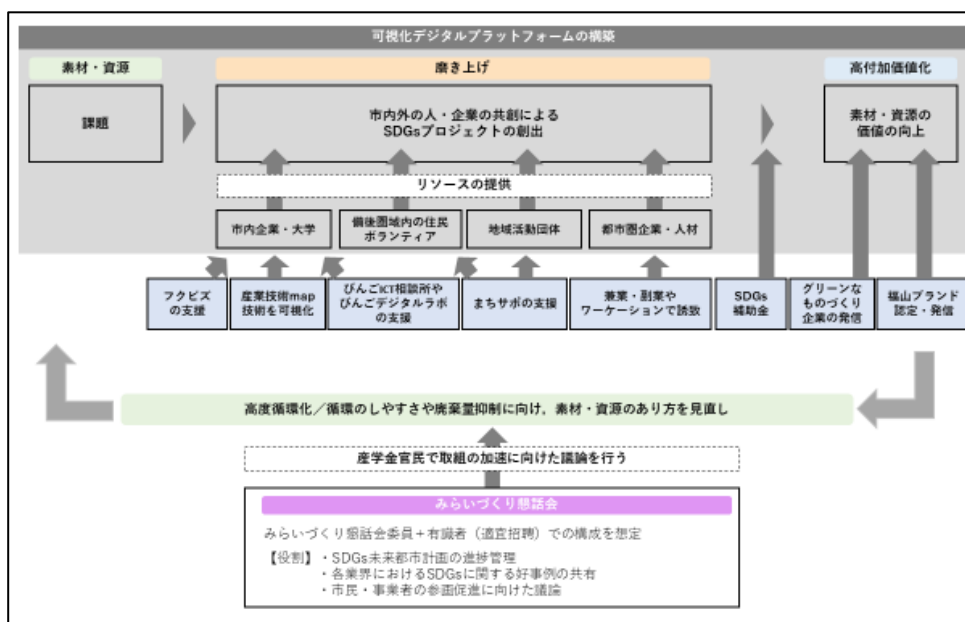 可視化デジタルプラットフォームの構築
素材・資源
磨き上げ
高付加価値化
課題
市内外の人・企業の共創による
SDGsプロジェクトの創出
素材・資源の
価値の向上
リソースの提供
市内企業・大学
備後圏域内の住民
ボランティア
地域活動団体
都市圏企業・人材
フクビズ
の支援
産業技術map
技術を可視化
びんごICT相談所や
びんごデジタルラボ
の支援
まちサポの支援
兼業・副業や
ワーケーションで誘致
SDGs
補助金
グリーンな
ものづくり
企業の発信
福山ブランド
認定・発信
高度循環化／循環のしやすさや廃棄量抑制に向け，素材・資源のあり方を見直し
産学金官民で取組の加速に向けた議論を行う
みらいづくり懇話会
みらいづくり懇話会委員＋有識者（適宜招聘）での構成を想定
【役割】・SDGs未来都市計画の進捗管理
・各業界におけるSDGsに関する好事例の共有
・市民・事業者の参画促進に向けた議論